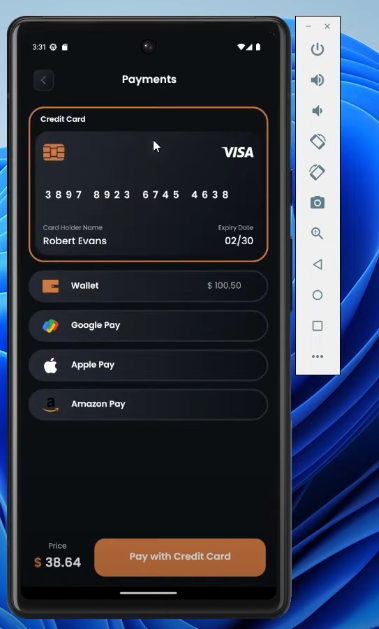 3:31
Payments
Credit Card
VISA
3897 8923 6745 4638
Card Holder Name
Expiry Date
Robert Evans
02/30
Wallet
$ 100.50
Google Pay
Apple Pay
Amazon Pay
Price
$ 38.64
Pay with Credit Card